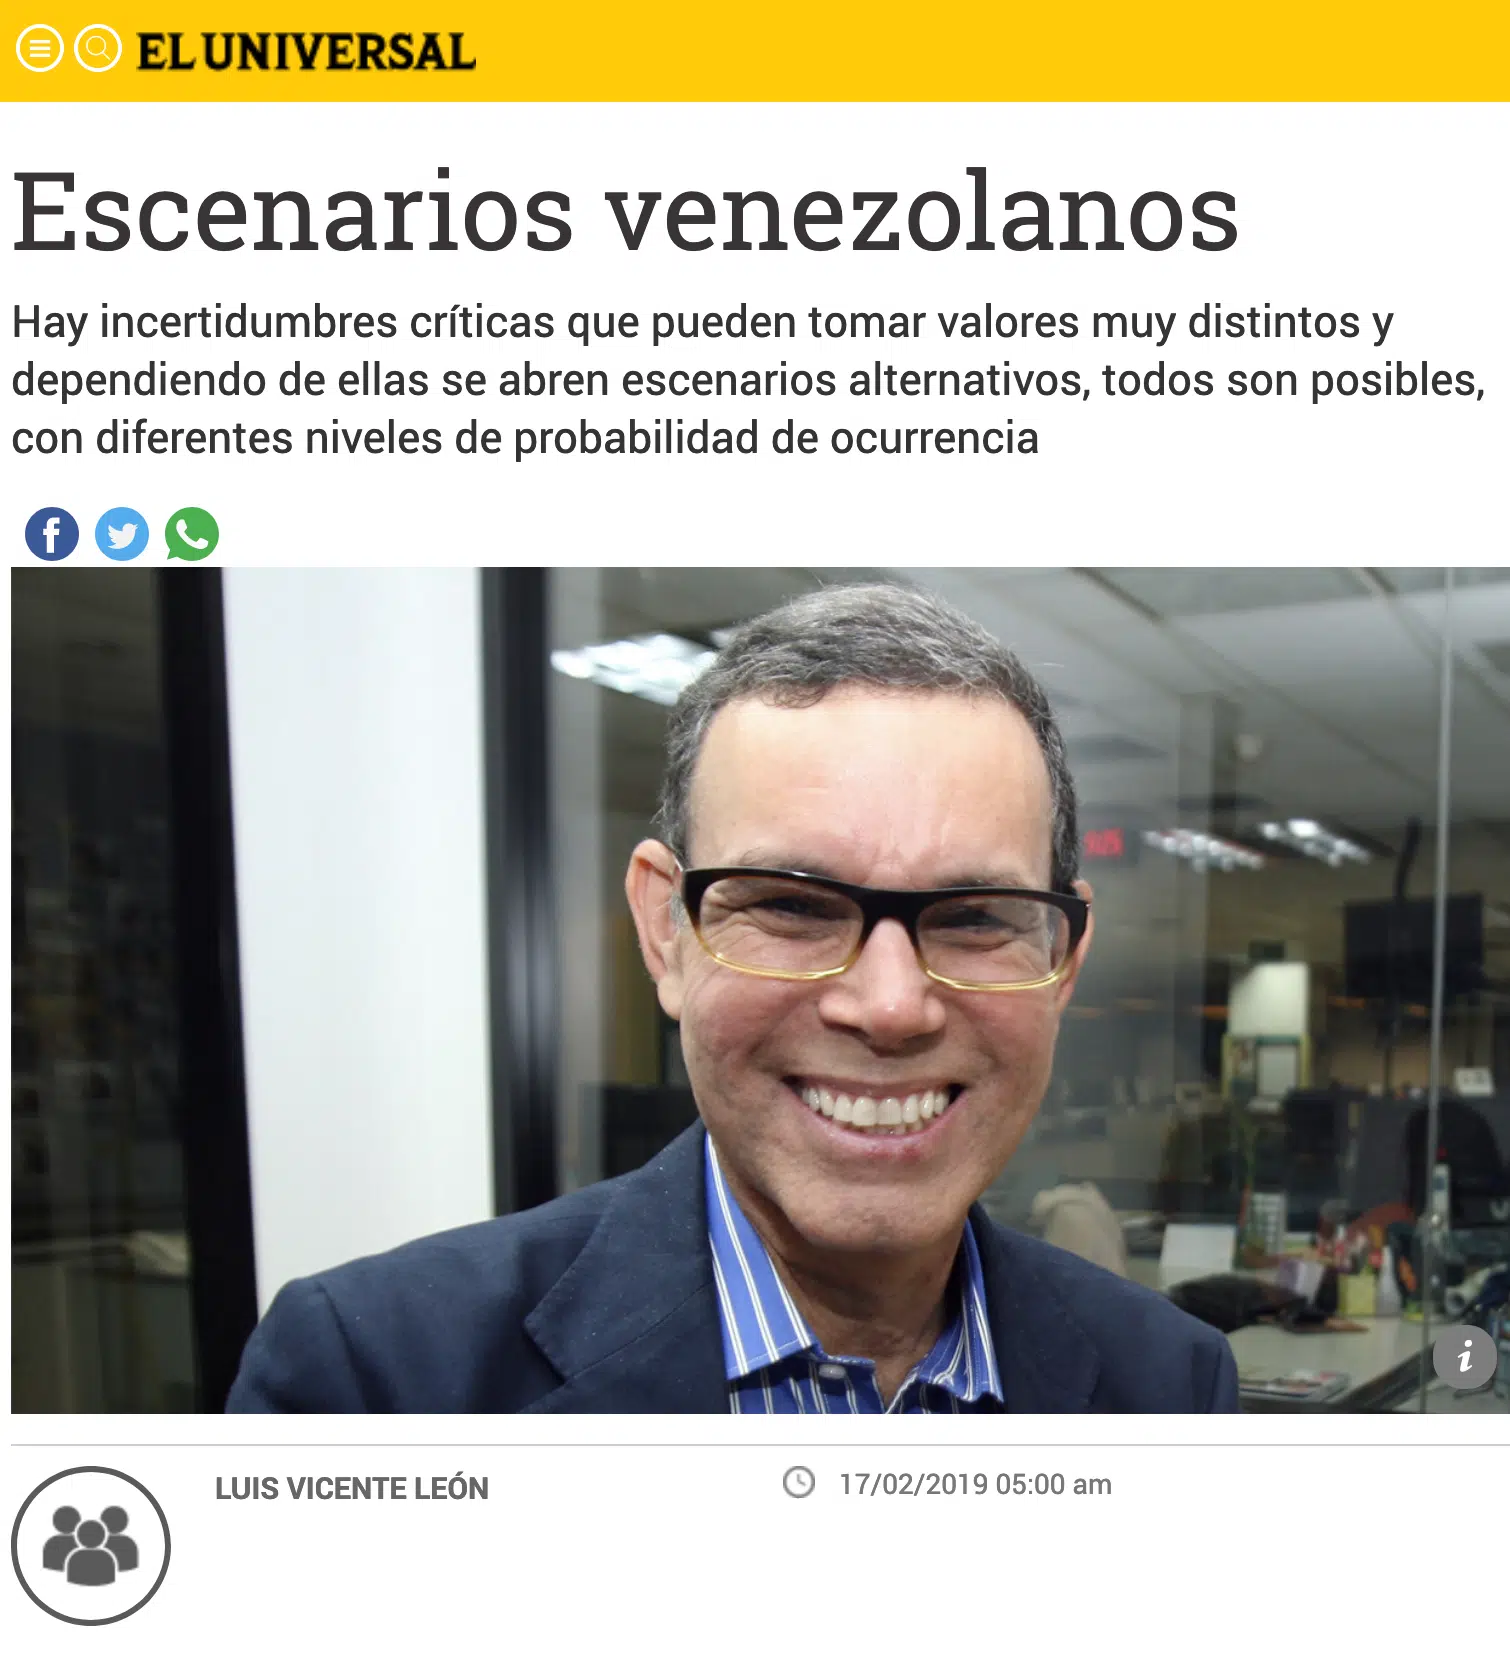 EL UNIVERSAL
Escenarios venezolanos
Hay incertidumbres críticas que pueden tomar valores muy distintos y
dependiendo de ellas se abren escenarios alternativos, todos son posibles,
con diferentes niveles de probabilidad de ocurrencia
f
i
LUIS VICENTE LEÓN
17/02/2019 05:00 am